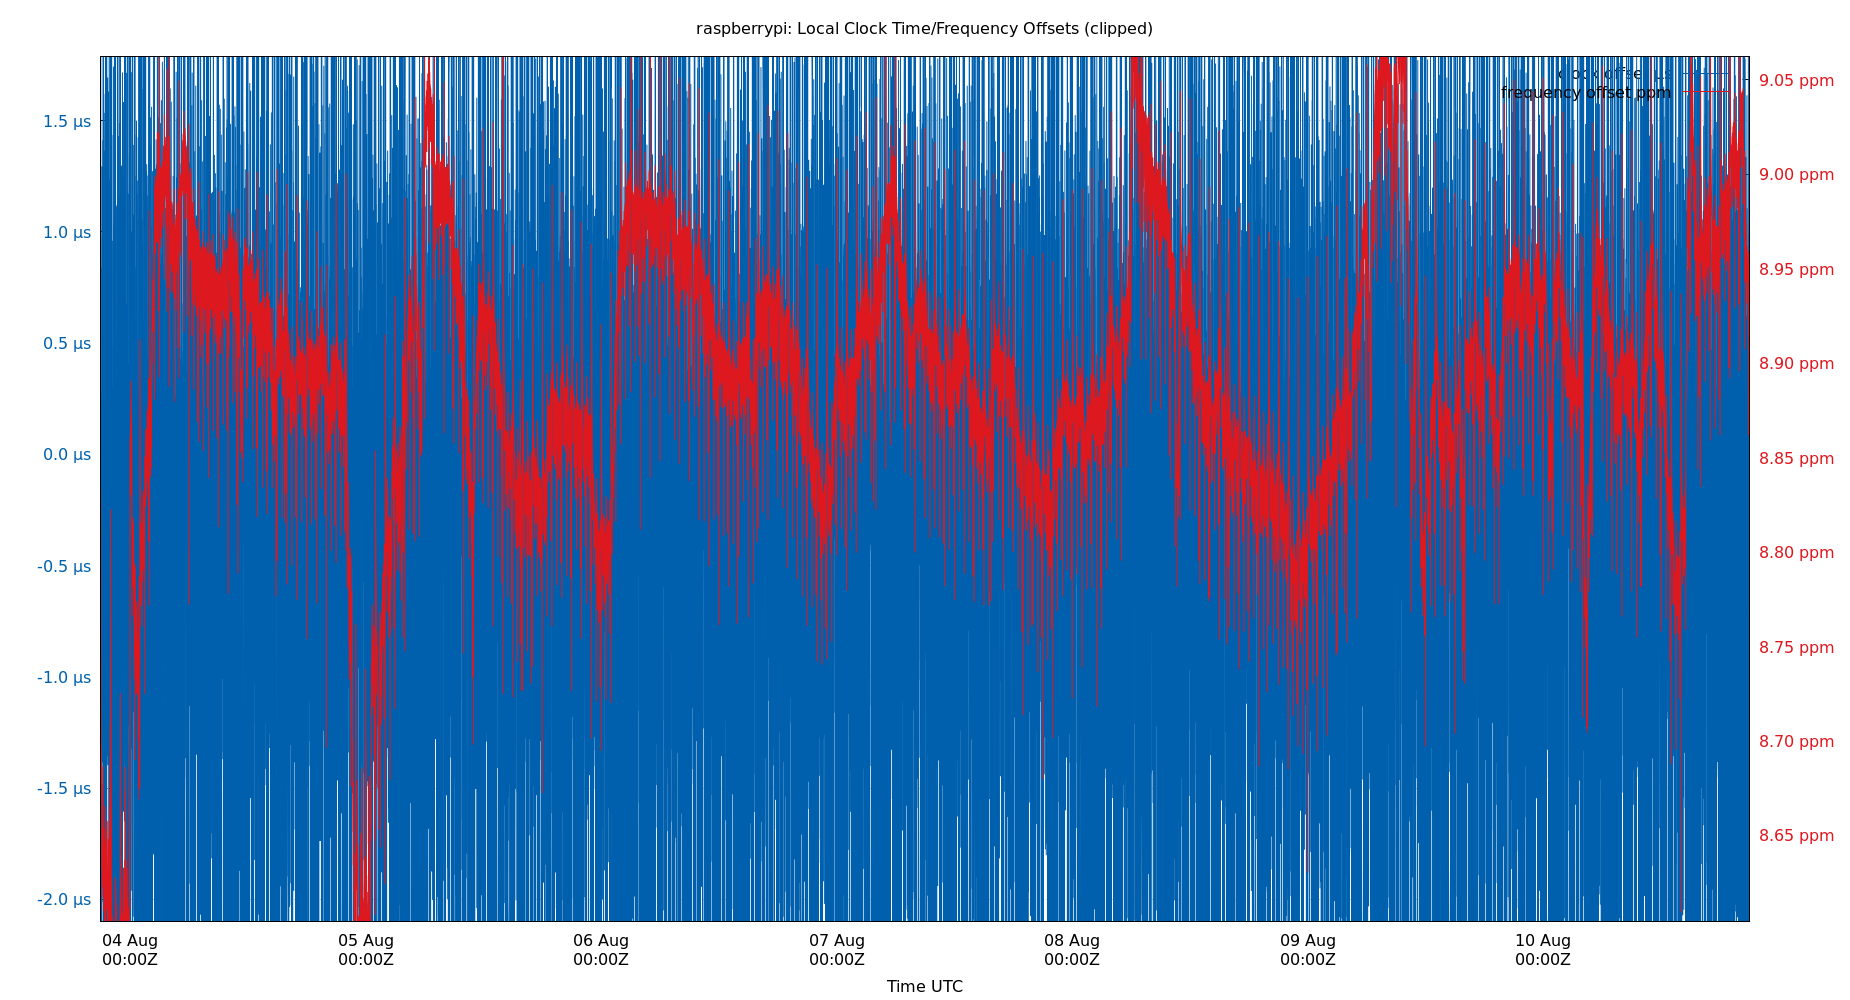 raspberrypi: Local Clock Time/Frequency Offsets (clipped)
clock offset µs
frequency offset ppm
1.5 µs
1.0 µs
0.5 µs
0.0 µs
-0.5 µs
-1.0 µs
-1.5 µs
-2.0 µs
9.05 ppm
9.00 ppm
8.95 ppm
8.90 ppm
8.85 ppm
8.80 ppm
8.75 ppm
8.70 ppm
8.65 ppm
04 Aug 05 Aug 06 Aug 07 Aug 08 Aug 09 Aug 10 Aug
00:00Z 00:00Z 00:00Z 00:00Z 00:00Z 00:00Z 00:00Z
Time UTC